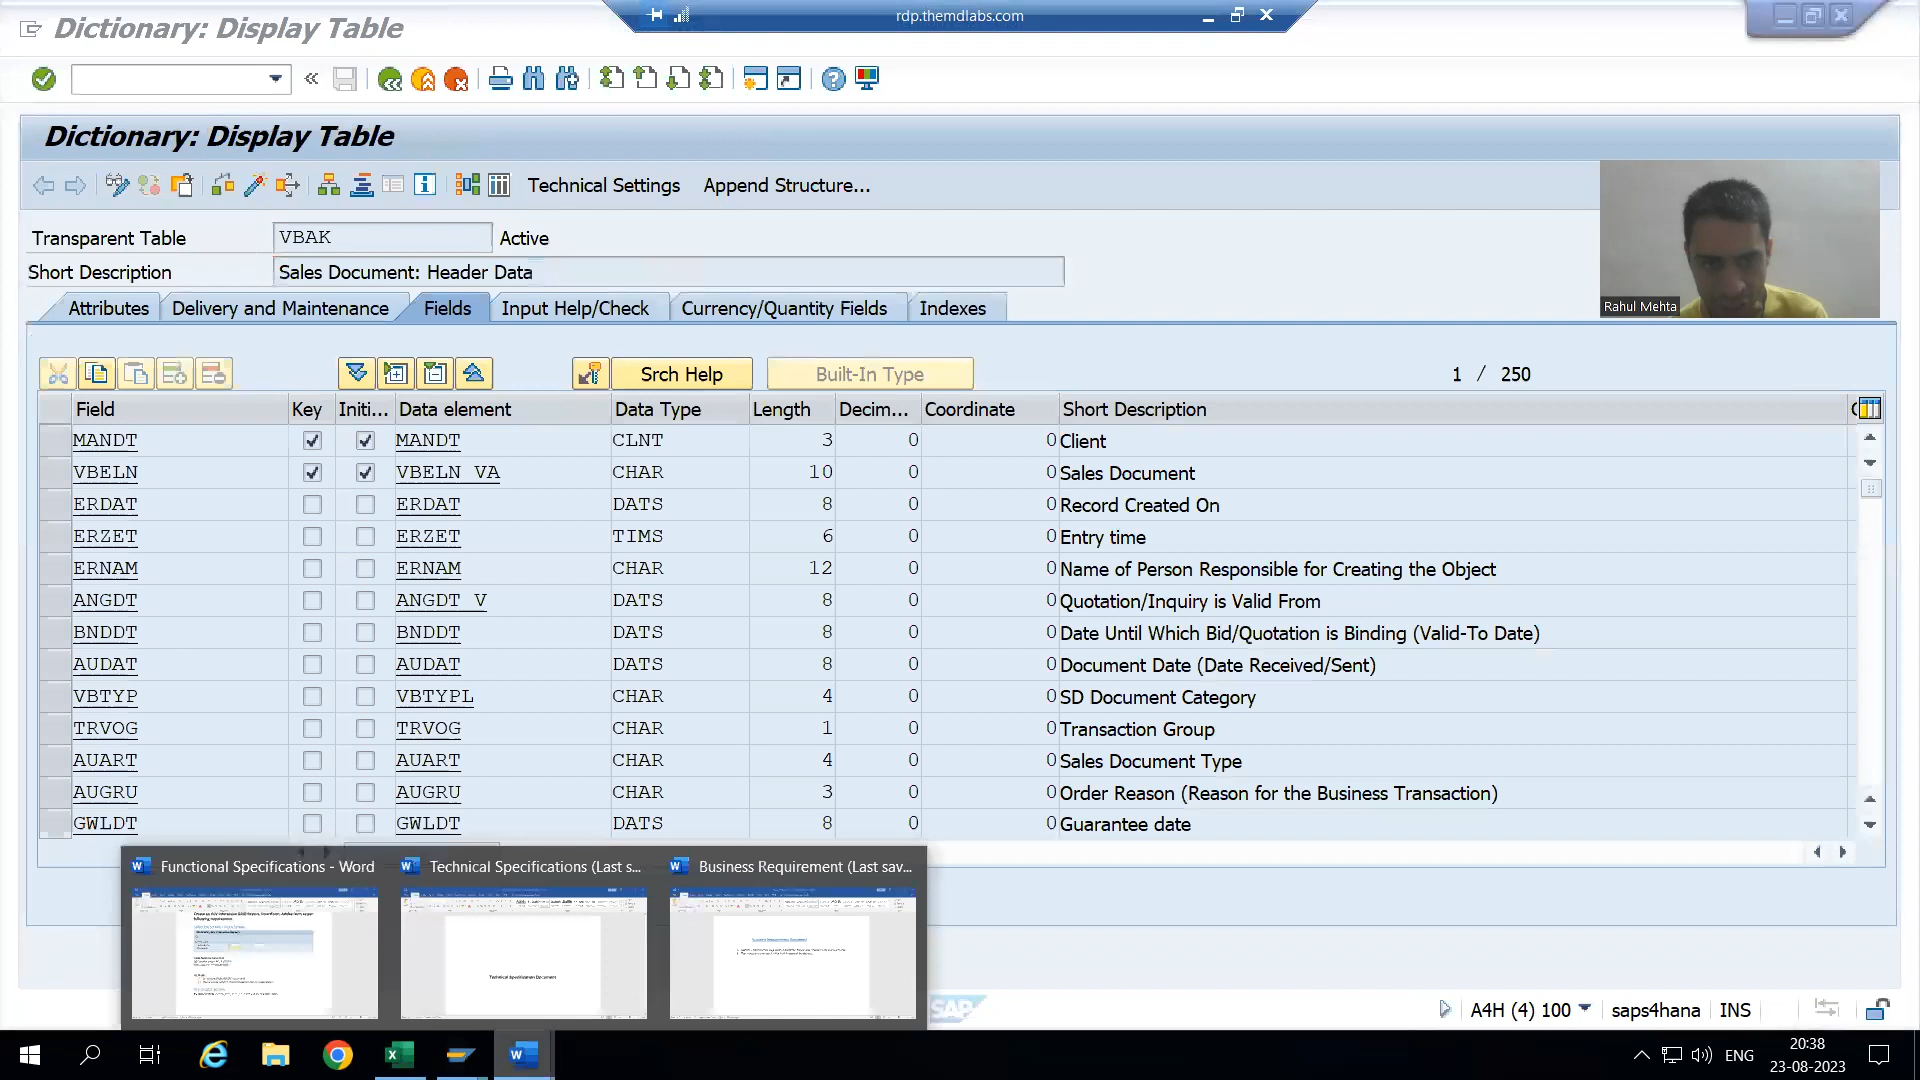 Dictionary: Display Table
rdp.themdlabs.com
Dictionary: Display Table
Technical Settings Append Structure...
Transparent Table VBAK Active
Short Description Sales Document: Header Data
Rahul Mehta
Attributes Delivery and Maintenance Fields Input Help/Check Currency/Quantity Fields Indexes
Srch Help Built-In Type 1 / 250
Field Key Initi... Data element Data Type Length Decim... Coordinate Short Description
MANDT MANDT CLNT 3 0 0 Client
VBELN VBELN VA CHAR 10 0 0 Sales Document
ERDAT ERDAT DATS 8 0 0 Record Created On
ERZET ERZET TIMS 6 0 0 Entry time
ERNAM ERNAM CHAR 12 0 0 Name of Person Responsible for Creating the Object
ANGDT ANGDT V DATS 8 0 0 Quotation/Inquiry is Valid From
BNDDT BNDDT DATS 8 0 0 Date Until Which Bid/Quotation is Binding (Valid-To Date)
AUDAT AUDAT DATS 8 0 0 Document Date (Date Received/Sent)
VBTYP VBTYPL CHAR 4 0 0 SD Document Category
TRVOG TRVOG CHAR 1 0 0 Transaction Group
AUART AUART CHAR 4 0 0 Sales Document Type
AUGRU AUGRU CHAR 3 0 0 Order Reason (Reason for the Business Transaction)
GWLDT GWLDT DATS 8 0 0 Guarantee date
Functional Specifications - Word Technical Specifications (Last s... Business Requirement (Last sav...
Technical Specification Document
SAP A4H (4) 100 saps4hana INS
ENG
20:38
23-08-2023